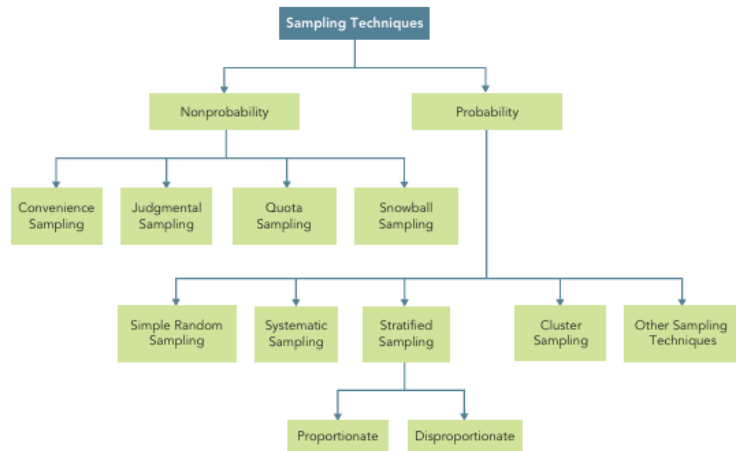 Sampling Techniques
Nonprobability
Probability
Convenience
Sampling
Judgmental
Sampling
Quota
Sampling
Snowball
Sampling
Simple Random
Sampling
Systematic
Sampling
Stratified
Sampling
Cluster
Sampling
Other Sampling
Techniques
Proportionate
Disproportionate